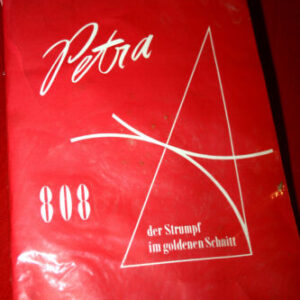 Petra
808
der Strumpf
im goldenen Schnitt